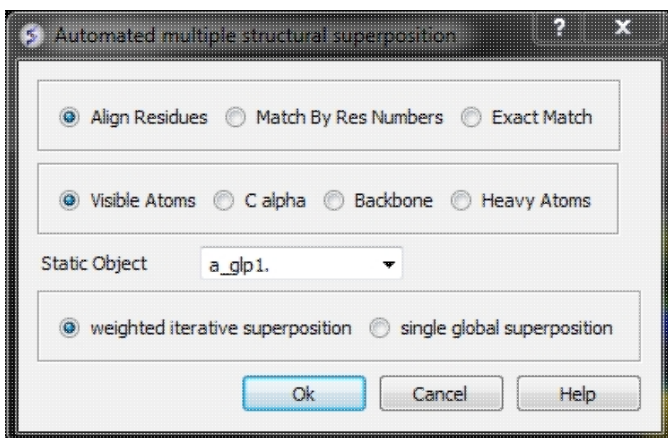 Automated multiple structural superposition
Align Residues Match By Res Numbers Exact Match
Visible Atoms C alpha Backbone Heavy Atoms
Static Object a_glp1.
weighted iterative superposition single global superposition
Ok Cancel Help